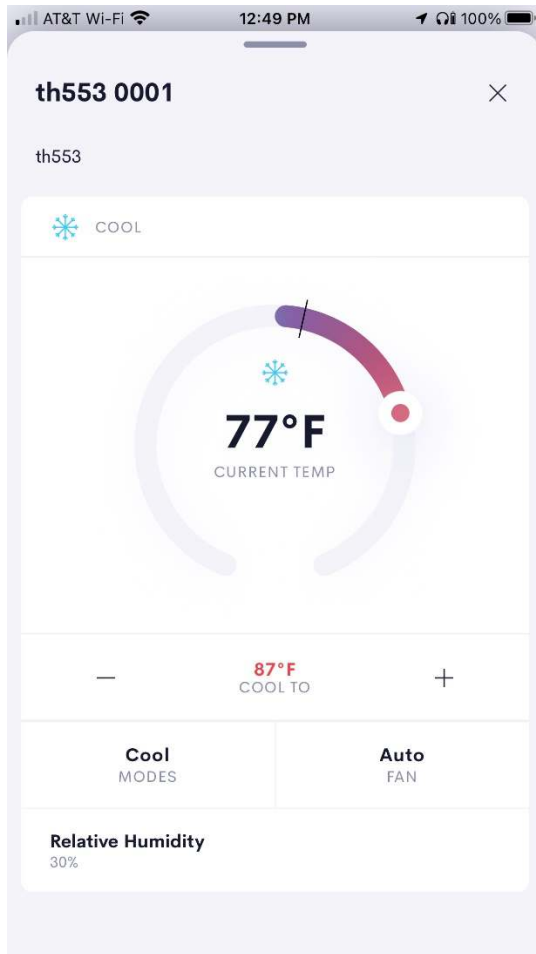 AT&T Wi-Fi 12:49 PM 100%
th553 0001
th553
COOL
77°F
CURRENT TEMP
87°F
COOL TO
Cool Auto
MODES FAN
Relative Humidity
30%